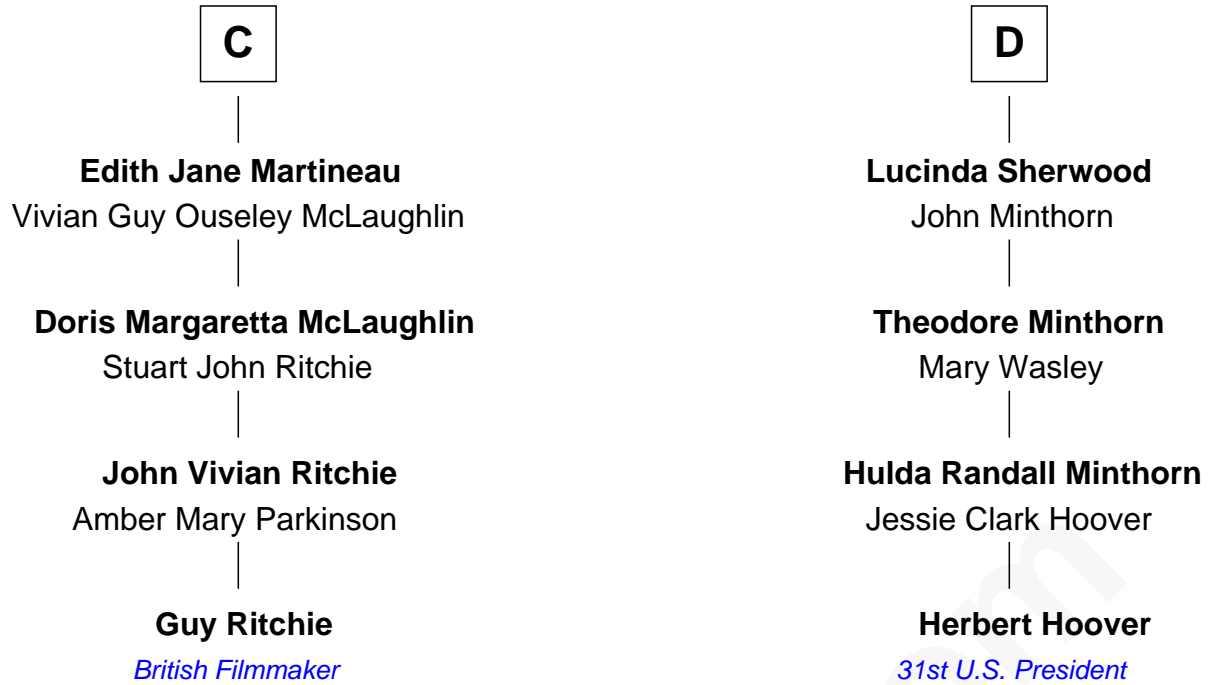 C
Edith Jane Martineau
Vivian Guy Ouseley McLaughlin
Doris Margaretta McLaughlin
Stuart John Ritchie
John Vivian Ritchie
Amber Mary Parkinson
Guy Ritchie
British Filmmaker
D
Lucinda Sherwood
John Minthorn
Theodore Minthorn
Mary Wasley
Hulda Randall Minthorn
Jessie Clark Hoover
Herbert Hoover
31st U.S. President